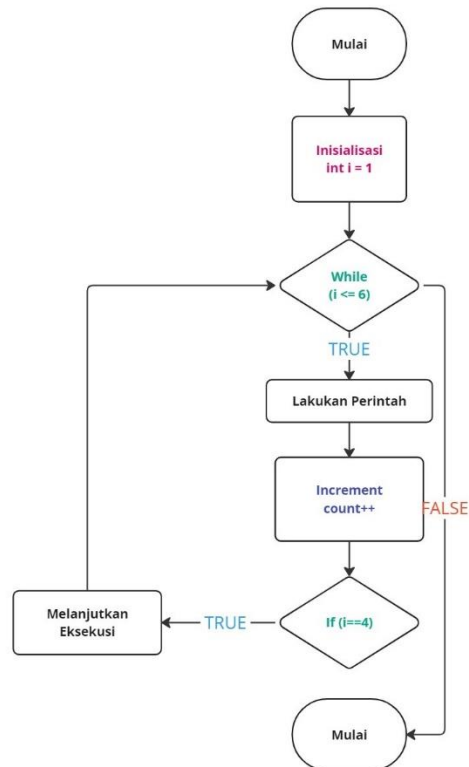 Mulai
Inisialisasi
int i = 1
While
(i <= 6)
TRUE
Lakukan Perintah
Increment
count++
FALSE
If (i==4)
TRUE
Melanjutkan
Eksekusi
Mulai